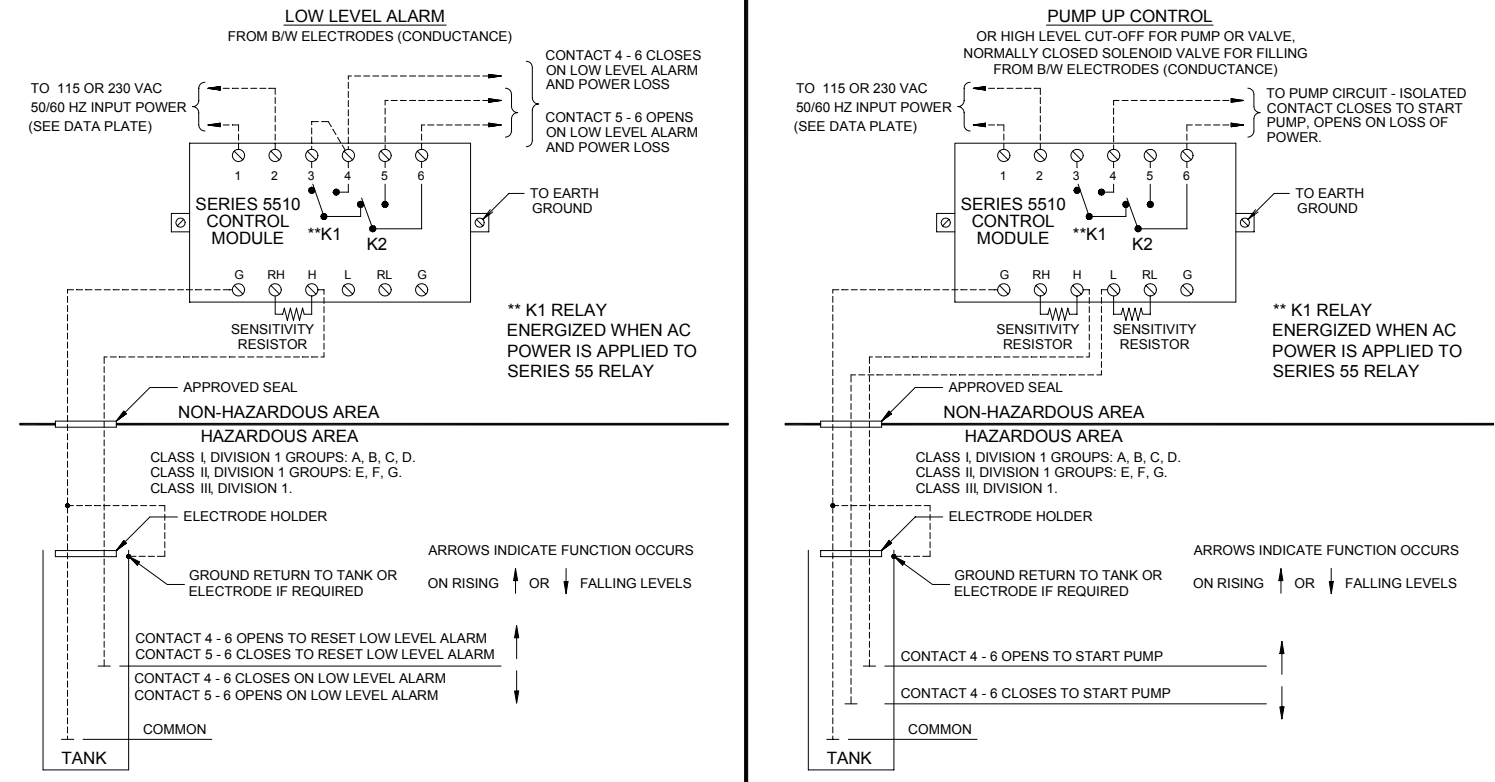 LOW LEVEL ALARM
FROM B/W ELECTRODES (CONDUCTANCE)
CONTACT 4 - 6 CLOSES
ON LOW LEVEL ALARM
AND POWER LOSS
TO 115 OR 230 VAC
50/60 HZ INPUT POWER
(SEE DATA PLATE)
CONTACT 5 - 6 OPENS
ON LOW LEVEL ALARM
AND POWER LOSS
1 2 3 4 5 6
SERIES 5510
CONTROL
MODULE
**K1
K2
TO EARTH
GROUND
G RH H L RL G
SENSITIVITY
RESISTOR
** K1 RELAY
ENERGIZED WHEN AC
POWER IS APPLIED TO
SERIES 55 RELAY
APPROVED SEAL
NON-HAZARDOUS AREA
HAZARDOUS AREA
CLASS I, DIVISION 1 GROUPS: A, B, C, D.
CLASS II, DIVISION 1 GROUPS: E, F, G.
CLASS III, DIVISION 1.
ELECTRODE HOLDER
ARROWS INDICATE FUNCTION OCCURS
ON RISING OR FALLING LEVELS
GROUND RETURN TO TANK OR
ELECTRODE IF REQUIRED
CONTACT 4 - 6 OPENS TO RESET LOW LEVEL ALARM
CONTACT 5 - 6 CLOSES TO RESET LOW LEVEL ALARM
CONTACT 4 - 6 CLOSES ON LOW LEVEL ALARM
CONTACT 5 - 6 OPENS ON LOW LEVEL ALARM
COMMON
TANK
PUMP UP CONTROL
OR HIGH LEVEL CUT-OFF FOR PUMP OR VALVE,
NORMALLY CLOSED SOLENOID VALVE FOR FILLING
FROM B/W ELECTRODES (CONDUCTANCE)
TO 115 OR 230 VAC
50/60 HZ INPUT POWER
(SEE DATA PLATE)
TO PUMP CIRCUIT - ISOLATED
CONTACT CLOSES TO START
PUMP, OPENS ON LOSS OF
POWER.
1 2 3 4 5 6
SERIES 5510
CONTROL
MODULE
**K1
K2
TO EARTH
GROUND
G RH H L RL G
SENSITIVITY
RESISTOR
SENSITIVITY
RESISTOR
** K1 RELAY
ENERGIZED WHEN AC
POWER IS APPLIED TO
SERIES 55 RELAY
APPROVED SEAL
NON-HAZARDOUS AREA
HAZARDOUS AREA
CLASS I, DIVISION 1 GROUPS: A, B, C, D.
CLASS II, DIVISION 1 GROUPS: E, F, G.
CLASS III, DIVISION 1.
ELECTRODE HOLDER
ARROWS INDICATE FUNCTION OCCURS
ON RISING OR FALLING LEVELS
GROUND RETURN TO TANK OR
ELECTRODE IF REQUIRED
CONTACT 4 - 6 OPENS TO START PUMP
CONTACT 4 - 6 CLOSES TO START PUMP
COMMON
TANK